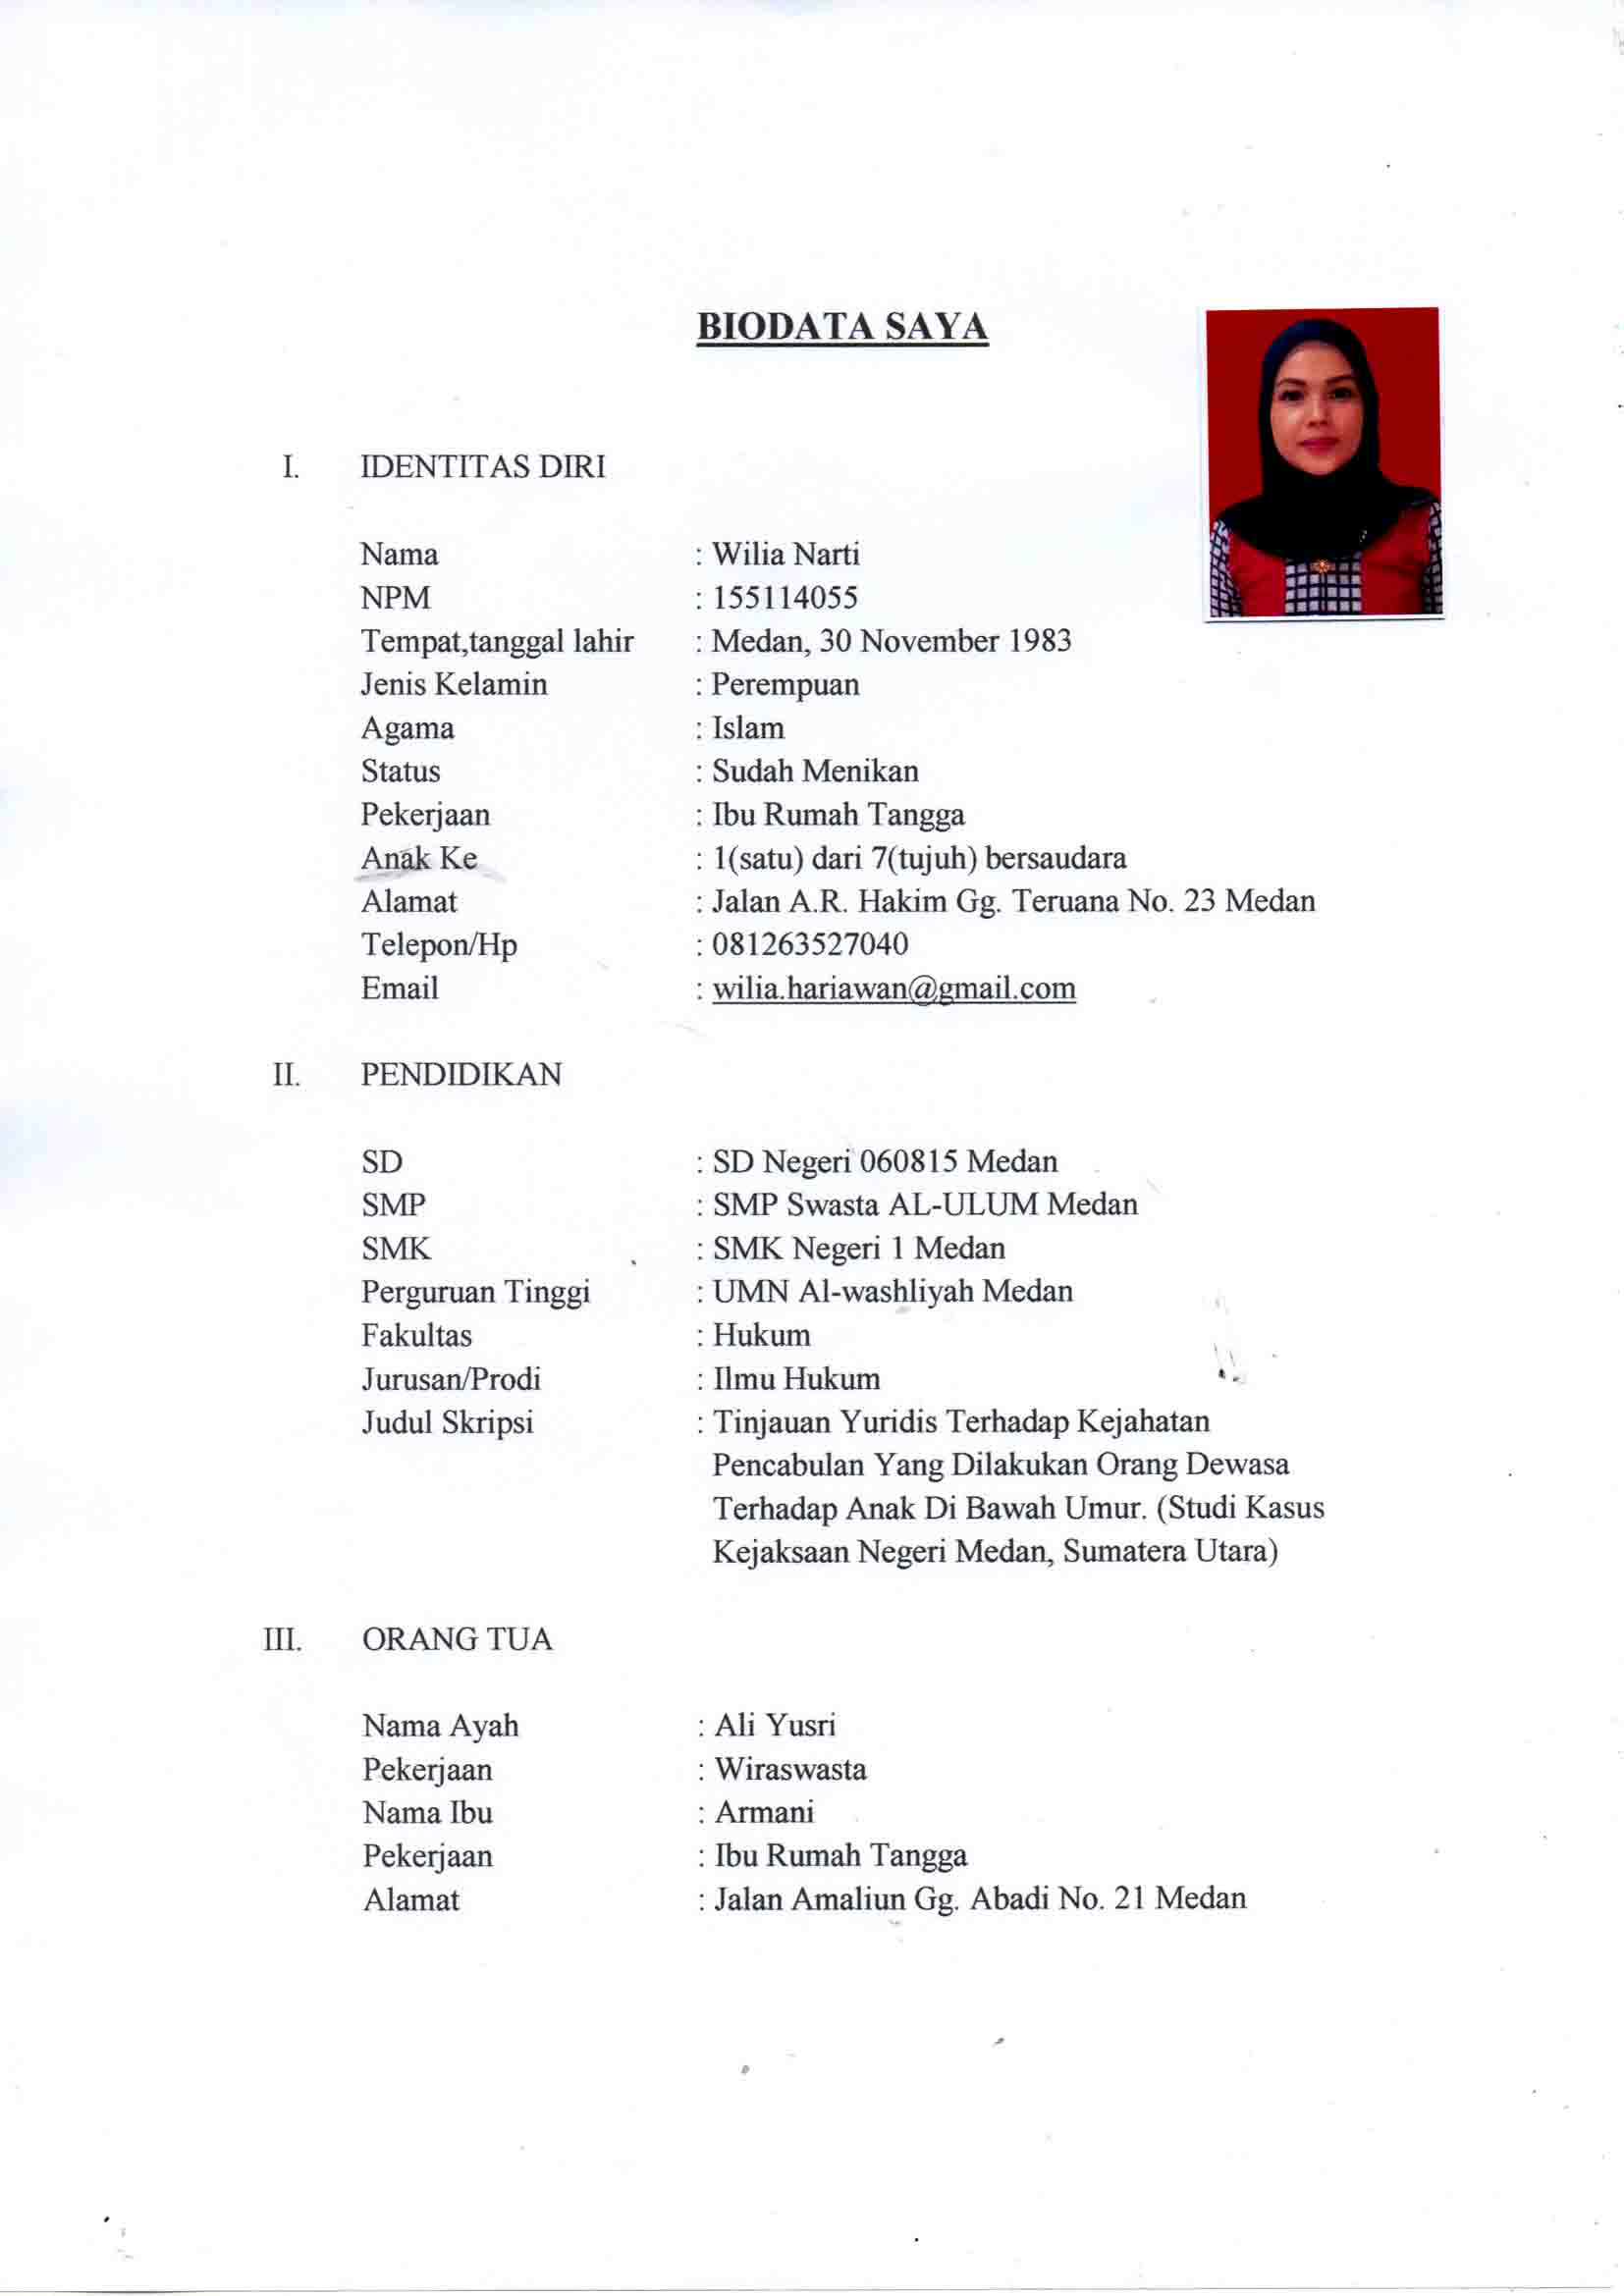 BIODATA SAYA
I. IDENTITAS DIRI
Nama : Wilia Narti
NPM : 155114055
Tempat,tanggal lahir : Medan, 30 November 1983
Jenis Kelamin : Perempuan
Agama : Islam
Status : Sudah Menikan
Pekerjaan : Ibu Rumah Tangga
Anak Ke : 1(satu) dari 7(tujuh) bersaudara
Alamat : Jalan A.R. Hakim Gg. Teruana No. 23 Medan
Telepon/Hp : 081263527040
Email : wilia.hariawan@gmail.com
II. PENDIDIKAN
SD : SD Negeri 060815 Medan
SMP : SMP Swasta AL-ULUM Medan
SMK : SMK Negeri 1 Medan
Perguruan Tinggi : UMN Al-washliyah Medan
Fakultas : Hukum
Jurusan/Prodi : Ilmu Hukum
Judul Skripsi : Tinjauan Yuridis Terhadap Kejahatan
Pencabulan Yang Dilakukan Orang Dewasa
Terhadap Anak Di Bawah Umur. (Studi Kasus
Kejaksaan Negeri Medan, Sumatera Utara)
III. ORANG TUA
Nama Ayah : Ali Yusri
Pekerjaan : Wiraswasta
Nama Ibu : Armani
Pekerjaan : Ibu Rumah Tangga
Alamat : Jalan Amaliun Gg. Abadi No. 21 Medan